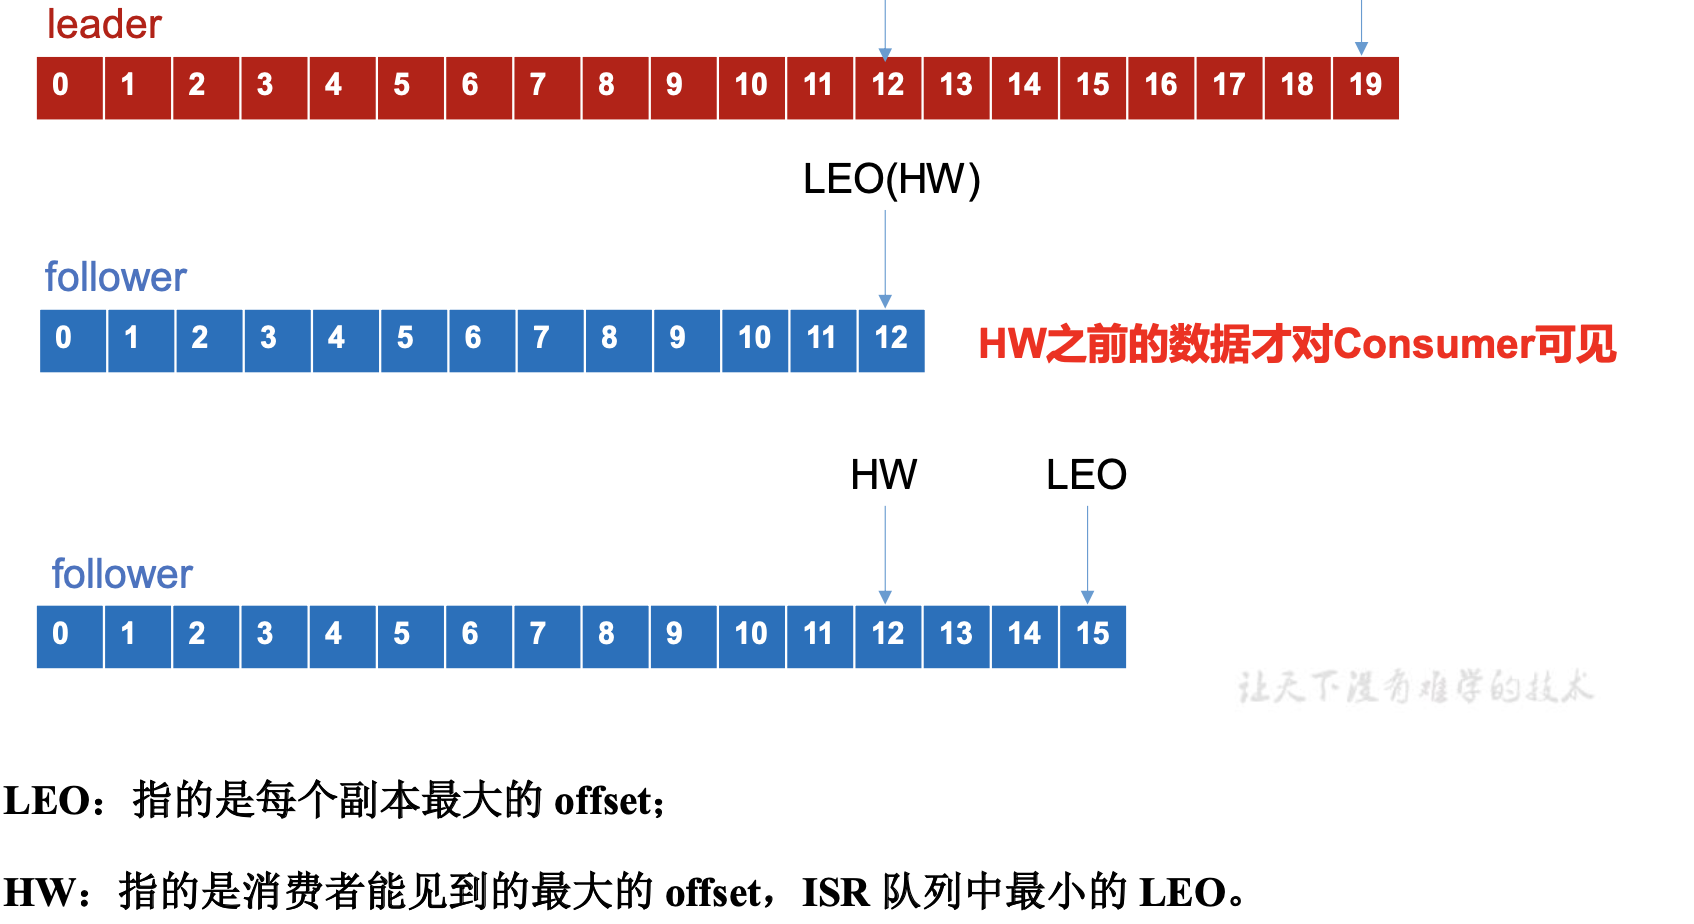 leader
0 1 2 3 4 5 6 7 8 9 10 11 12 13 14 15 16 17 18 19
LEO(HW)
follower
0 1 2 3 4 5 6 7 8 9 10 11 12
HW之前的数据才对Consumer可见
HW LEO
follower
0 1 2 3 4 5 6 7 8 9 10 11 12 13 14 15
让天下没有难学的技术
LEO：指的是每个副本最大的 offset；
HW：指的是消费者能见到的最大的 offset，ISR 队列中最小的 LEO。